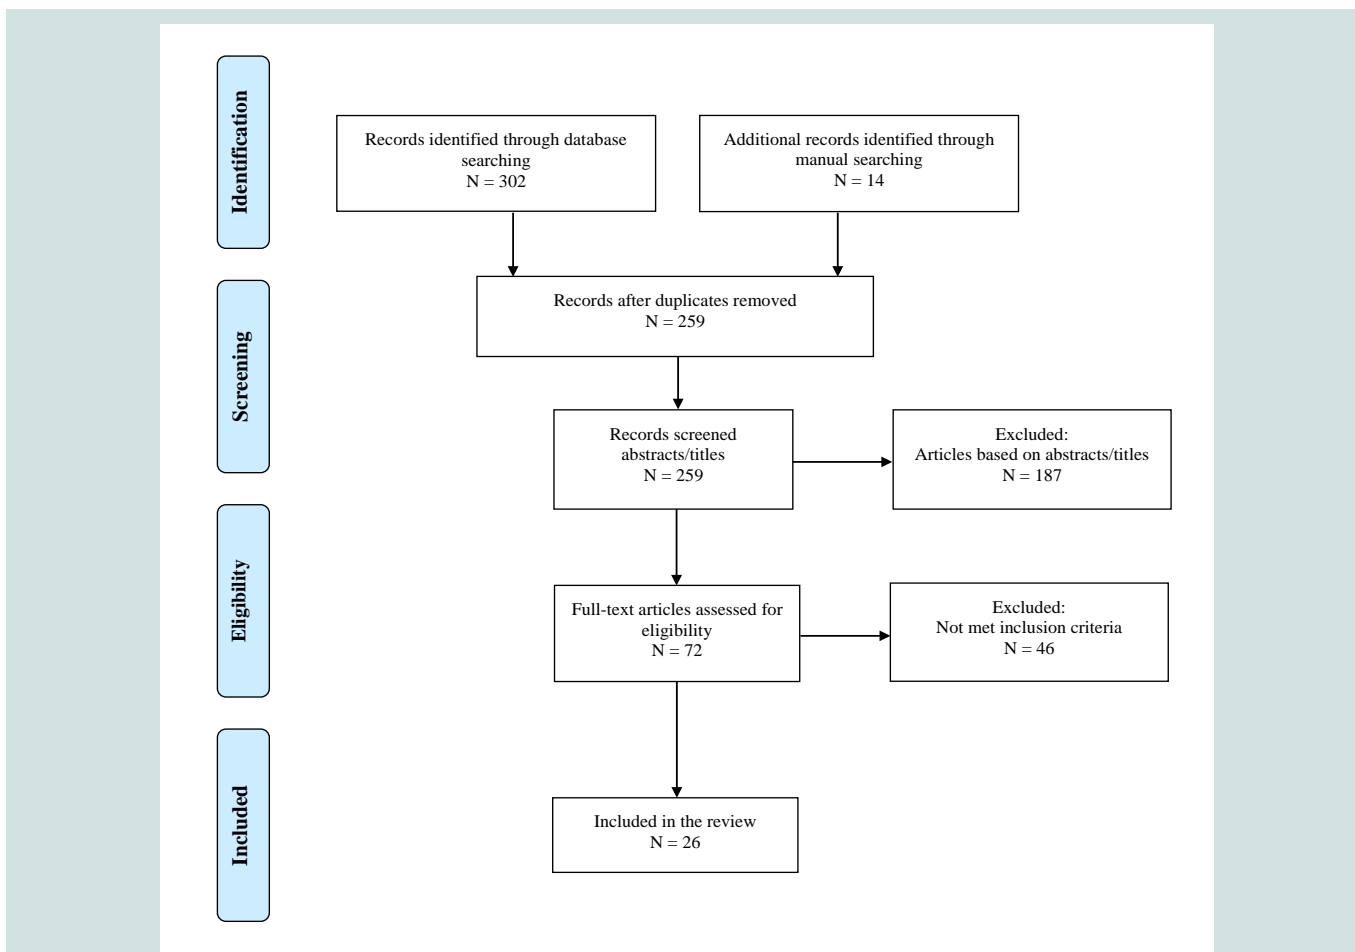 Identification
Records identified through database
searching
N = 302
Additional records identified through
manual searching
N = 14
Screening
Records after duplicates removed
N = 259
Records screened
abstracts/titles
N = 259
Excluded:
Articles based on abstracts/titles
N = 187
Eligibility
Full-text articles assessed for
eligibility
N = 72
Excluded:
Not met inclusion criteria
N = 46
Included
Included in the review
N = 26